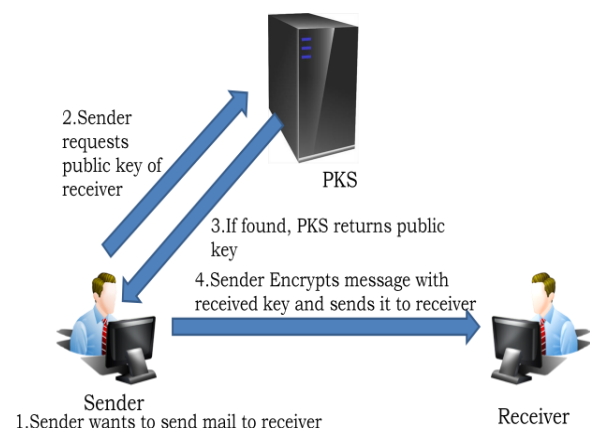 2.Sender
requests
public key of
receiver
PKS
3.If found, PKS returns public
key
4.Sender Encrypts message with
received key and sends it to receiver
Sender
1.Sender wants to send mail to receiver
Receiver